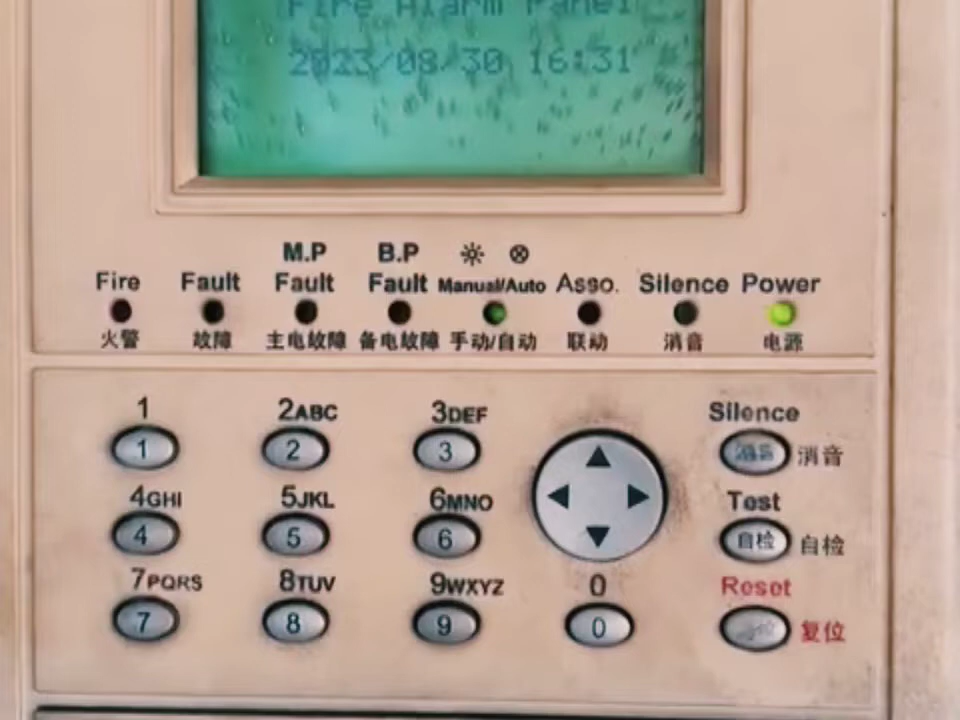 Fire Alarm Panel
2023/08/30 16:31
M.P B.P
Fire Fault Fault Fault Manual/Auto Asso. Silence Power
火警 故障 主电故障 备电故障 手动/自动 联动 消音 电源
1 2ABC 3DEF Silence
1 2 3 消音 消音
4GHI 5JKL 6MNO Test
4 5 6 自检 自检
7PQRS 8TUV 9WXYZ 0 Reset
7 8 9 0 复位